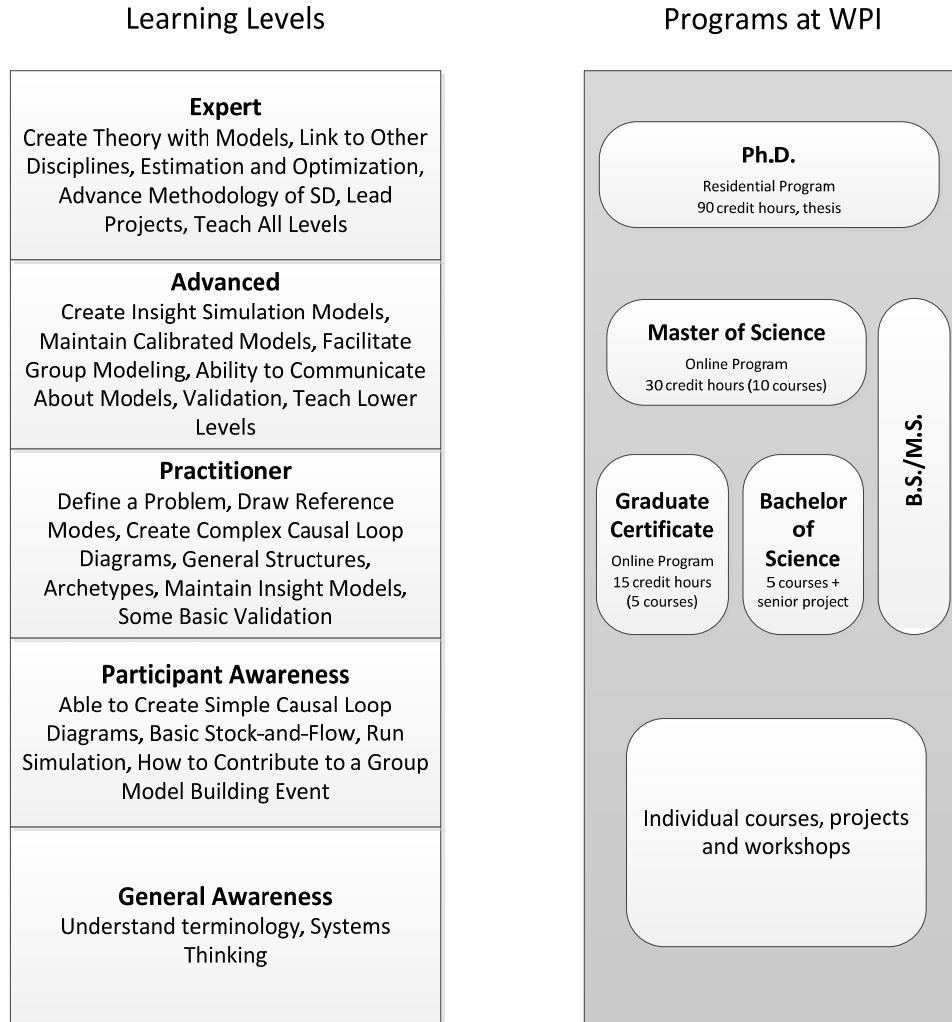 Learning Levels
Expert
Create Theory with Models, Link to Other
Disciplines, Estimation and Optimization,
Advance Methodology of SD, Lead
Projects, Teach All Levels
Advanced
Create Insight Simulation Models,
Maintain Calibrated Models, Facilitate
Group Modeling, Ability to Communicate
About Models, Validation, Teach Lower
Levels
Practitioner
Define a Problem, Draw Reference
Modes, Create Complex Causal Loop
Diagrams, General Structures,
Archetypes, Maintain Insight Models,
Some Basic Validation
Participant Awareness
Able to Create Simple Causal Loop
Diagrams, Basic Stock-and-Flow, Run
Simulation, How to Contribute to a Group
Model Building Event
General Awareness
Understand terminology, Systems
Thinking
Programs at WPI
Ph.D.
Residential Program
90 credit hours, thesis
Master of Science
Online Program
30 credit hours (10 courses)
B.S./M.S.
Graduate
Certificate
Online Program
15 credit hours
(5 courses)
Bachelor
of
Science
5 courses +
senior project
Individual courses, projects
and workshops